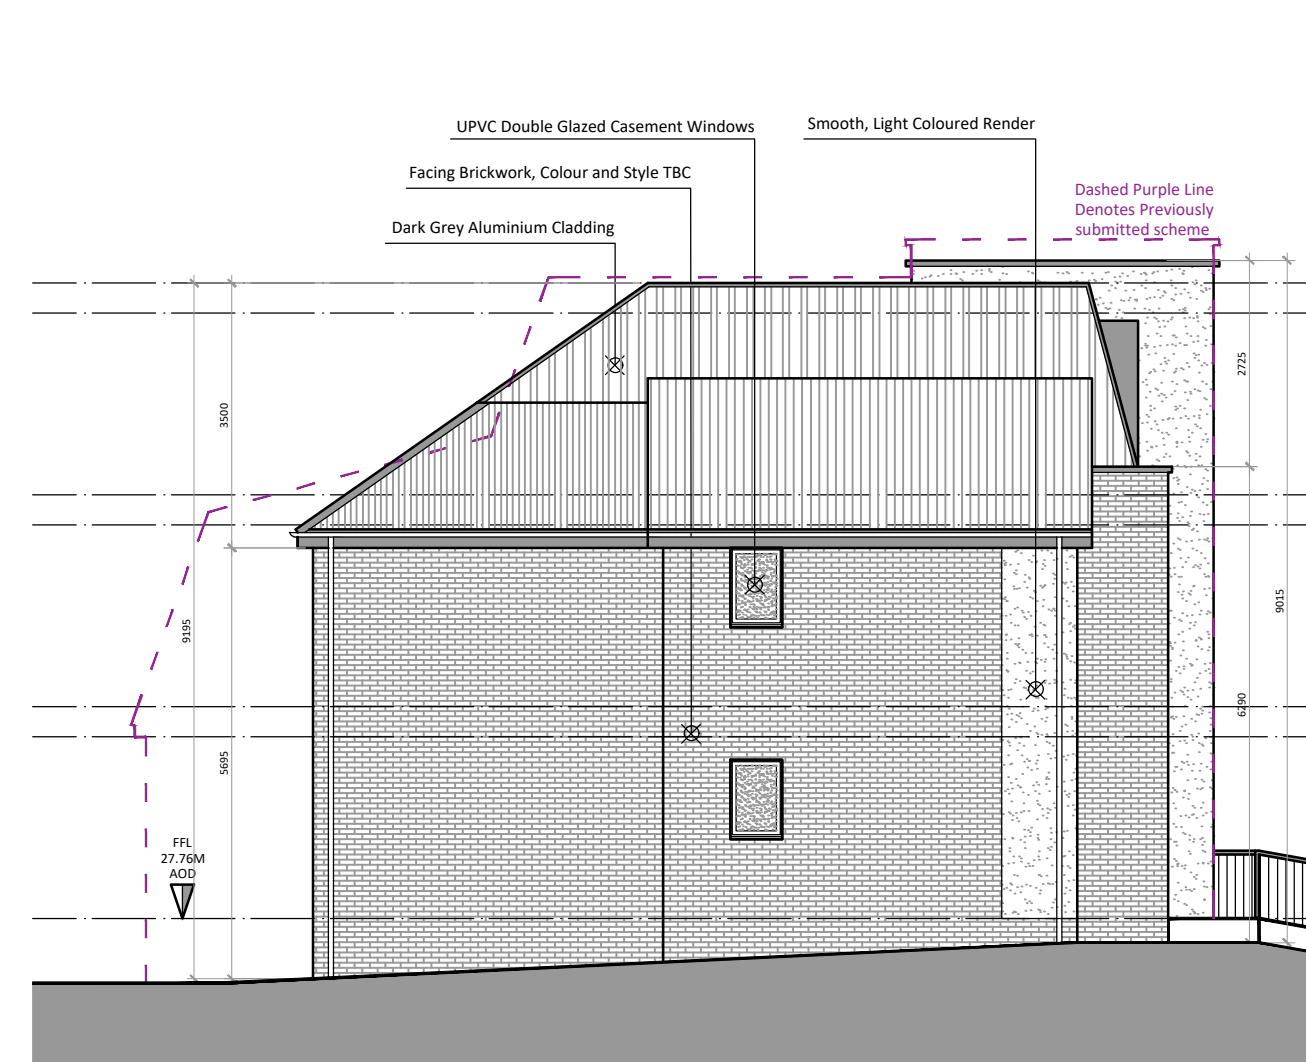 UPVC Double Glazed Casement Windows
Smooth, Light Coloured Render
Facing Brickwork, Colour and Style TBC
Dark Grey Aluminium Cladding
Dashed Purple Line
Denotes Previously
submitted scheme
3500
2725
9195
9015
5695
6290
FFL
27.76M
AOD